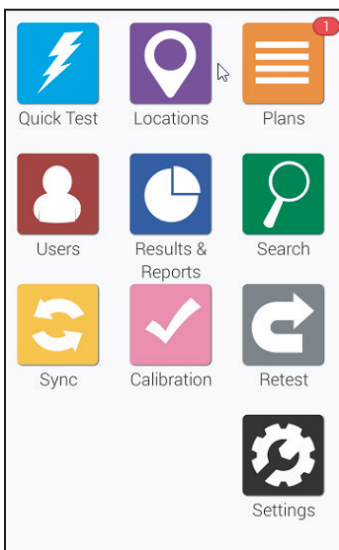 1
Quick Test
Locations
Plans
Users
Results &
Reports
Search
Sync
Calibration
Retest
Settings